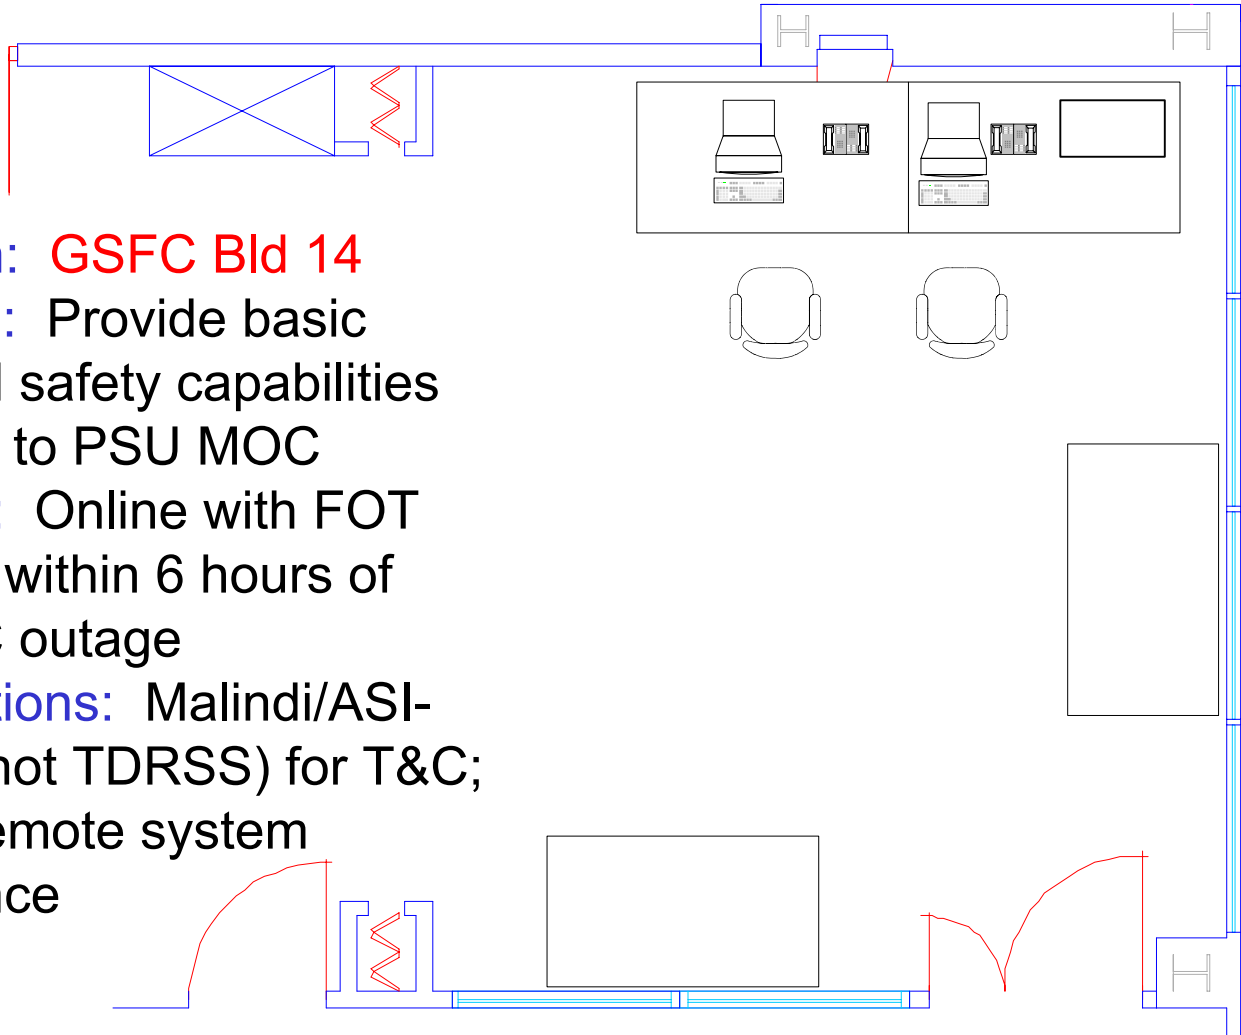 : GSFC Bld 14
: Provide basic
safety capabilities
to PSU MOC
: Online with FOT
within 6 hours of
outage
tions: Malindi/ASI-
not TDRSS) for T&C;
emote system
nce